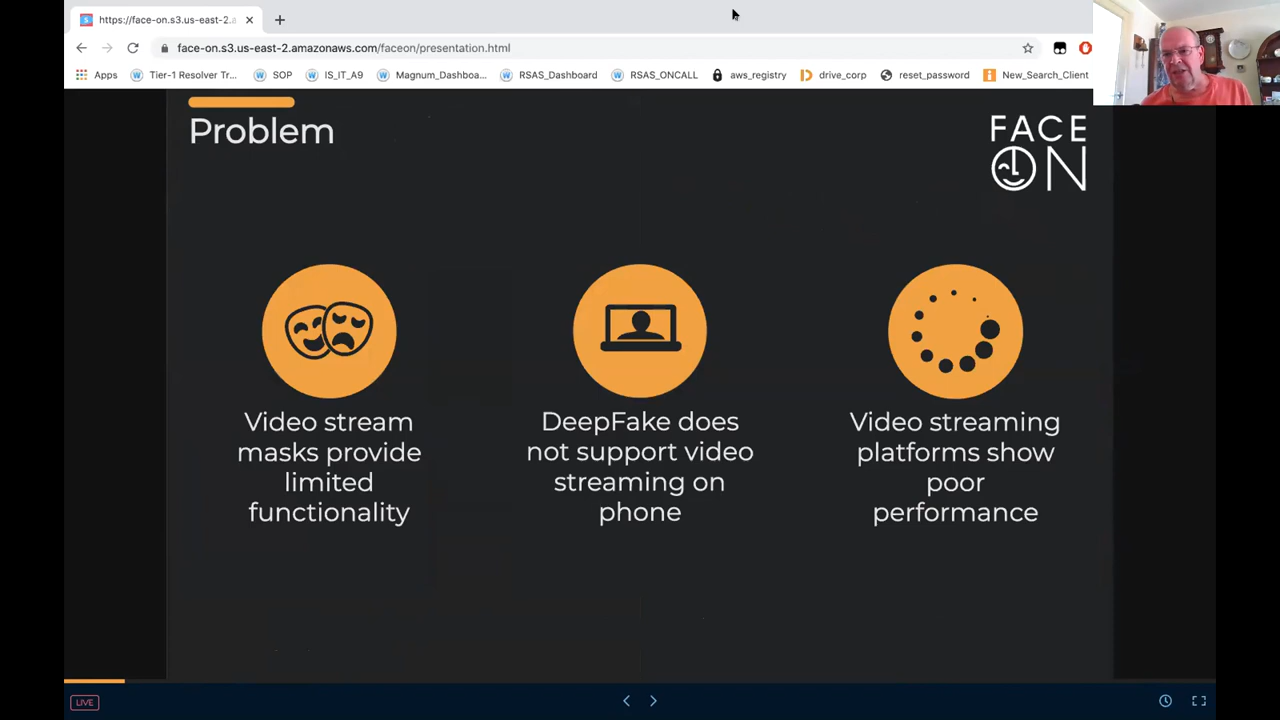 https://face-on.s3.us-east-2.a
face-on.s3.us-east-2.amazonaws.com/faceon/presentation.html
Apps
Tier-1 Resolver Tr...
SOP
IS_IT_A9
Magnum_Dashboa...
RSAS_Dashboard
RSAS_ONCALL
aws_registry
drive_corp
reset_password
New_Search_Client
Problem
FACE
ON
Video stream
masks provide
limited
functionality
DeepFake does
not support video
streaming on
phone
Video streaming
platforms show
poor
performance
LIVE